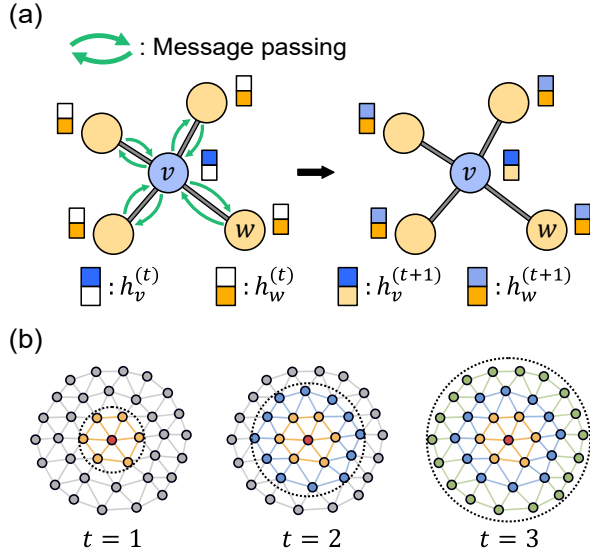 (a)
: Message passing
v
w
v
w
: h_v^{(t)} : h_w^{(t)} : h_v^{(t+1)} : h_w^{(t+1)}
(b)
t = 1 t = 2 t = 3